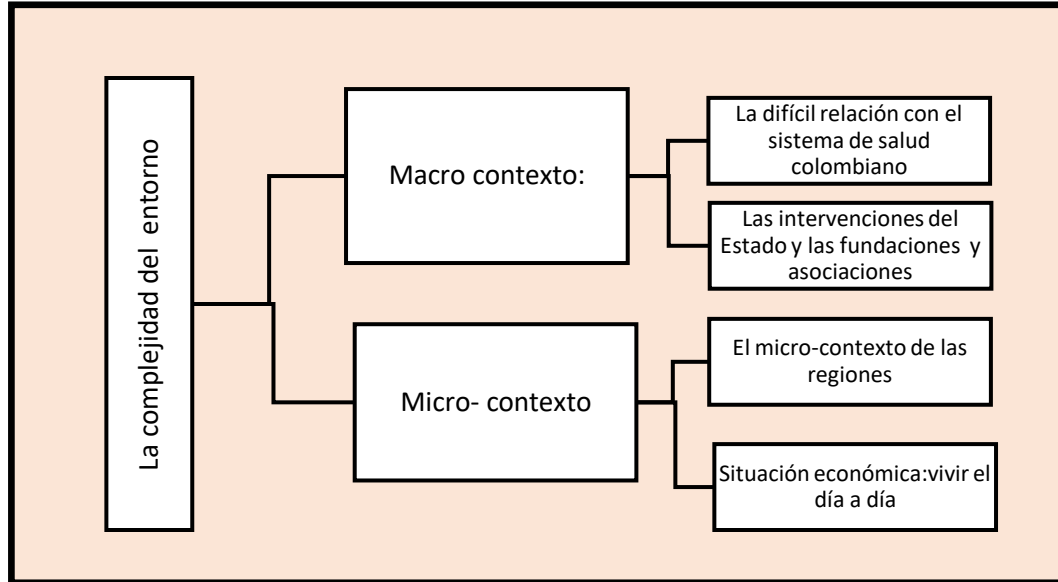 La complejidad del entorno
Macro contexto:
La difícil relación con el
sistema de salud
colombiano
Las intervenciones del
Estado y las fundaciones y
asociaciones
Micro- contexto
El micro-contexto de las
regiones
Situación económica:vivir el
día a día